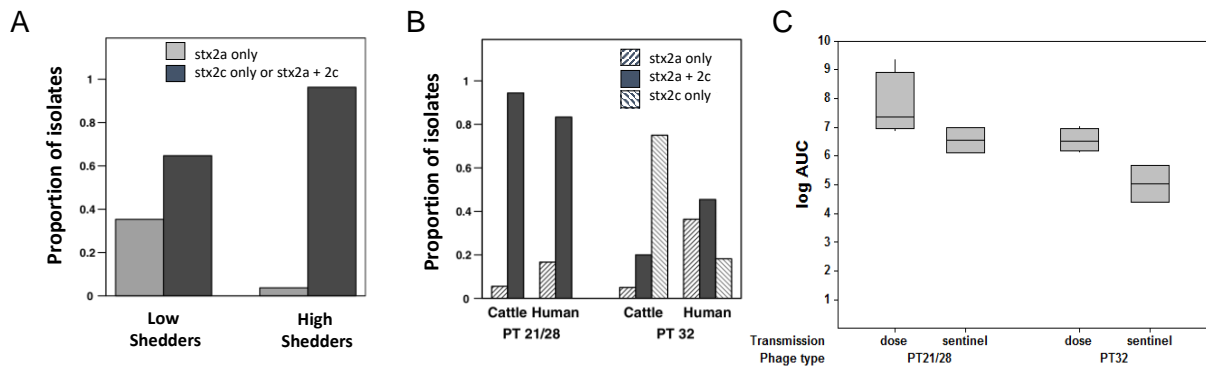 A
Proportion of isolates
1
0.8
0.6
0.4
0.2
0
stx2a only
stx2c only or stx2a + 2c
Low
Shedders
High
Shedders
B
Proportion of isolates
1
0.8
0.6
0.4
0.2
0
stx2a only
stx2a + 2c
stx2c only
Cattle Human Cattle Human
PT 21/28 PT 32
C
log AUC
10
9
8
7
6
5
4
3
2
1
Transmission dose sentinel dose sentinel
Phage type PT21/28 PT32